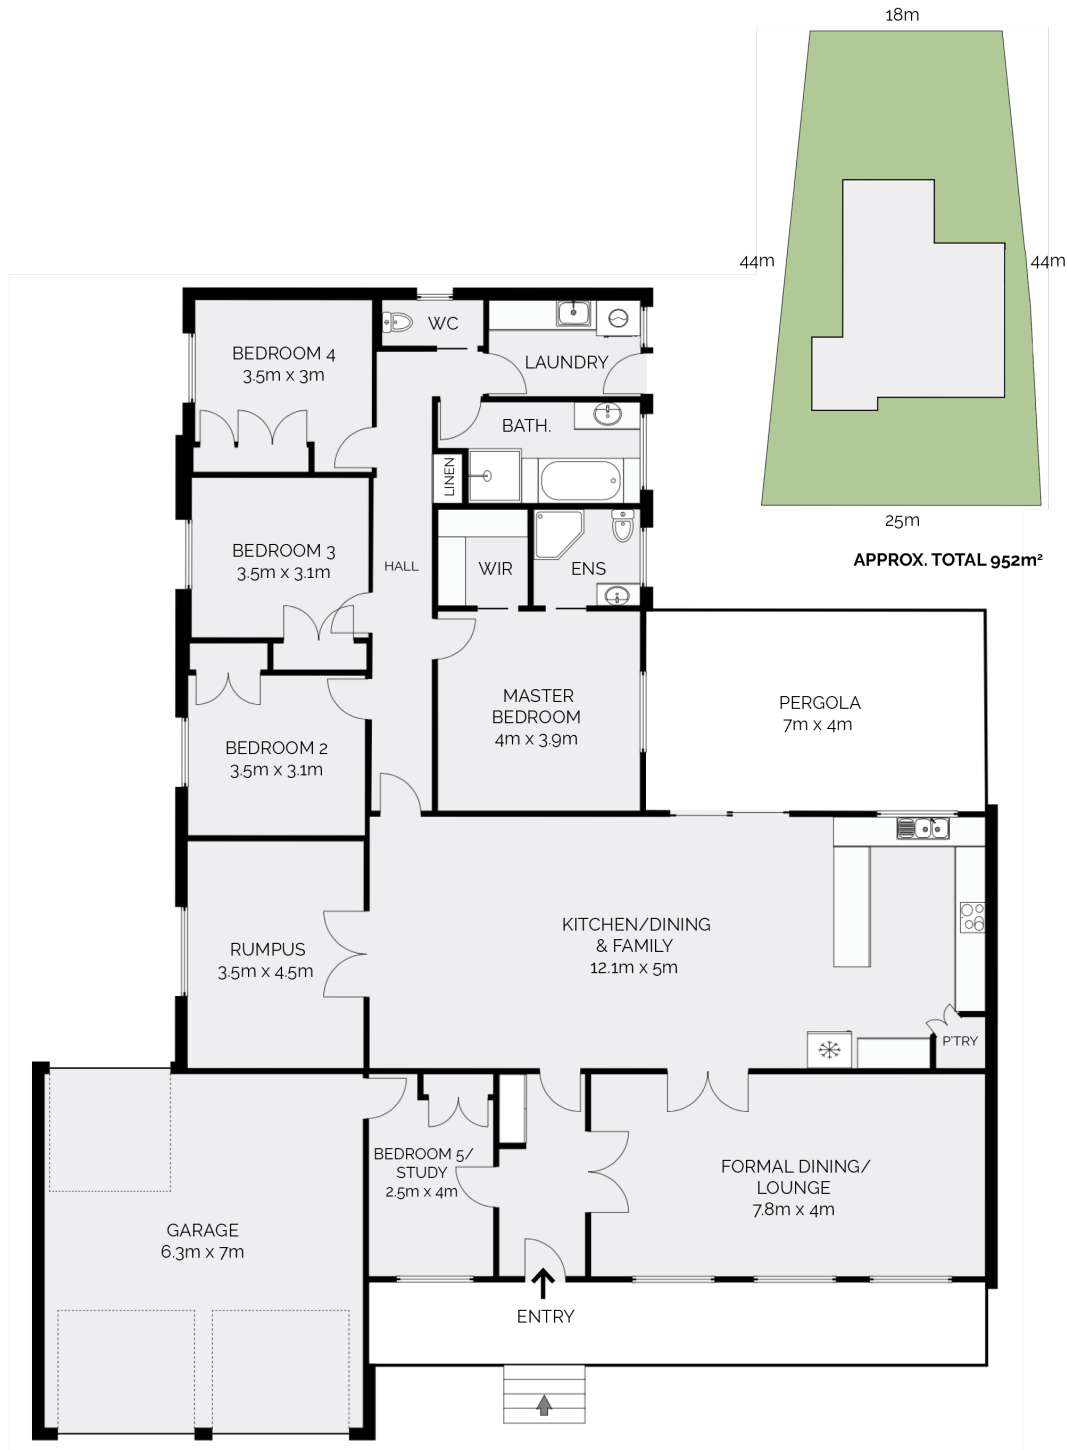 18m
44m
44m
25m
APPROX. TOTAL 952m²
BEDROOM 4
3.5m x 3m
WC
LAUNDRY
BATH.
LINEN
BEDROOM 3
3.5m x 3.1m
HALL
WIR
ENS
MASTER
BEDROOM
4m x 3.9m
PERGOLA
7m x 4m
BEDROOM 2
3.5m x 3.1m
RUMPUS
3.5m x 4.5m
KITCHEN/DINING
& FAMILY
12.1m x 5m
P'TRY
BEDROOM 5/
STUDY
2.5m x 4m
FORMAL DINING/
LOUNGE
7.8m x 4m
GARAGE
6.3m x 7m
ENTRY